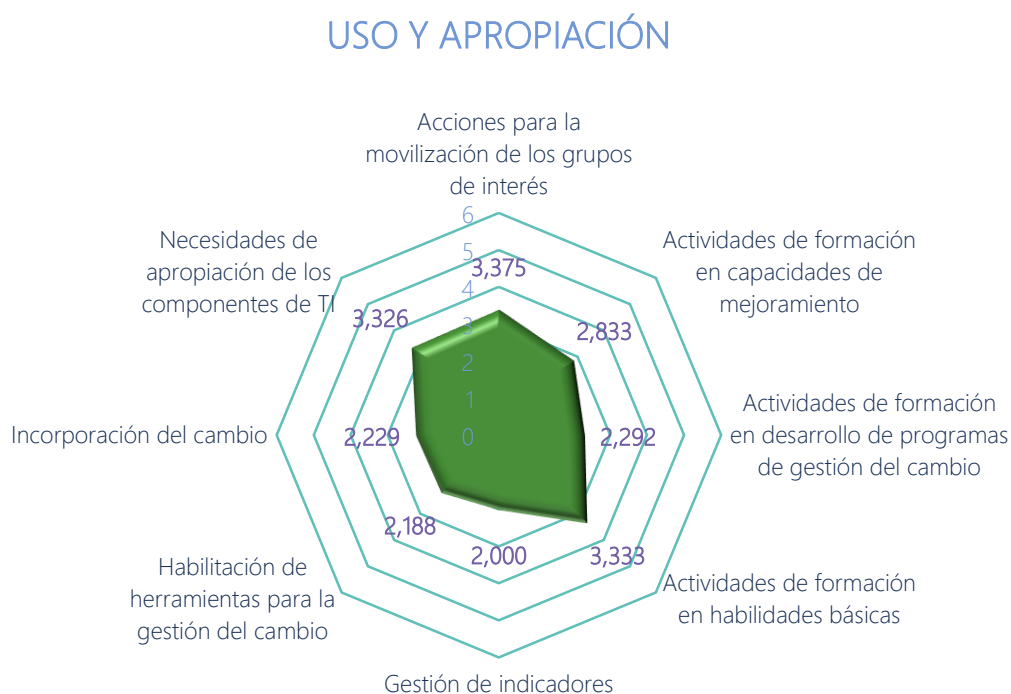 USO Y APROPIACIÓN
Acciones para la
movilización de los grupos
de interés
Actividades de formación
en capacidades de
mejoramiento
Actividades de formación
en desarrollo de programas
de gestión del cambio
Actividades de formación
en habilidades básicas
Gestión de indicadores
Habilitación de
herramientas para la
gestión del cambio
Incorporación del cambio
Necesidades de
apropiación de los
componentes de TI
6
5
4
3
2
1
0
3,375
2,833
2,292
3,333
2,000
2,188
2,229
3,326